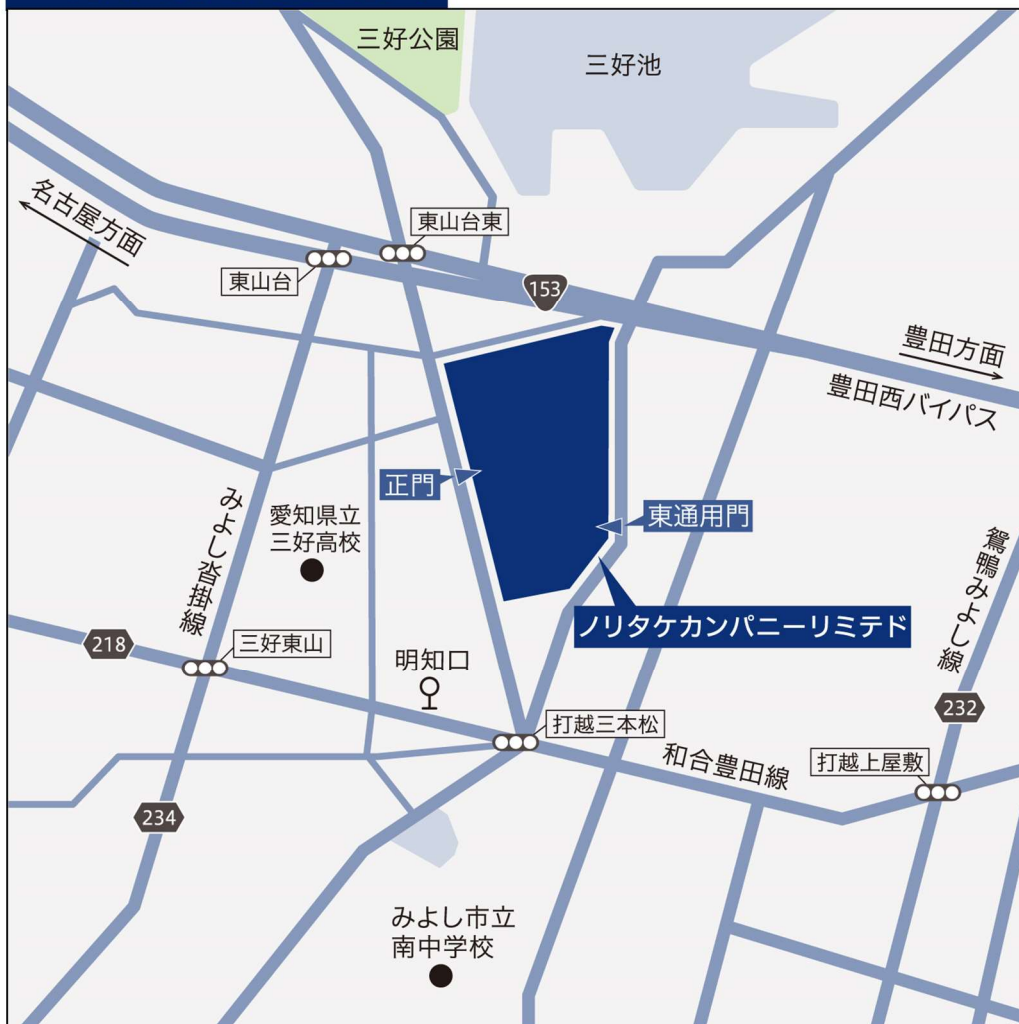 三好公園
三好池
名古屋方面
東山台東
東山台
153
豊田方面
豊田西バイパス
正門
東通用門
愛知県立
三好高校
みよし沓掛線
鴛鴨みよし線
ノリタケカンパニーリミテド
218
三好東山
明知口
232
打越三本松
和合豊田線
打越上屋敷
234
みよし市立
南中学校